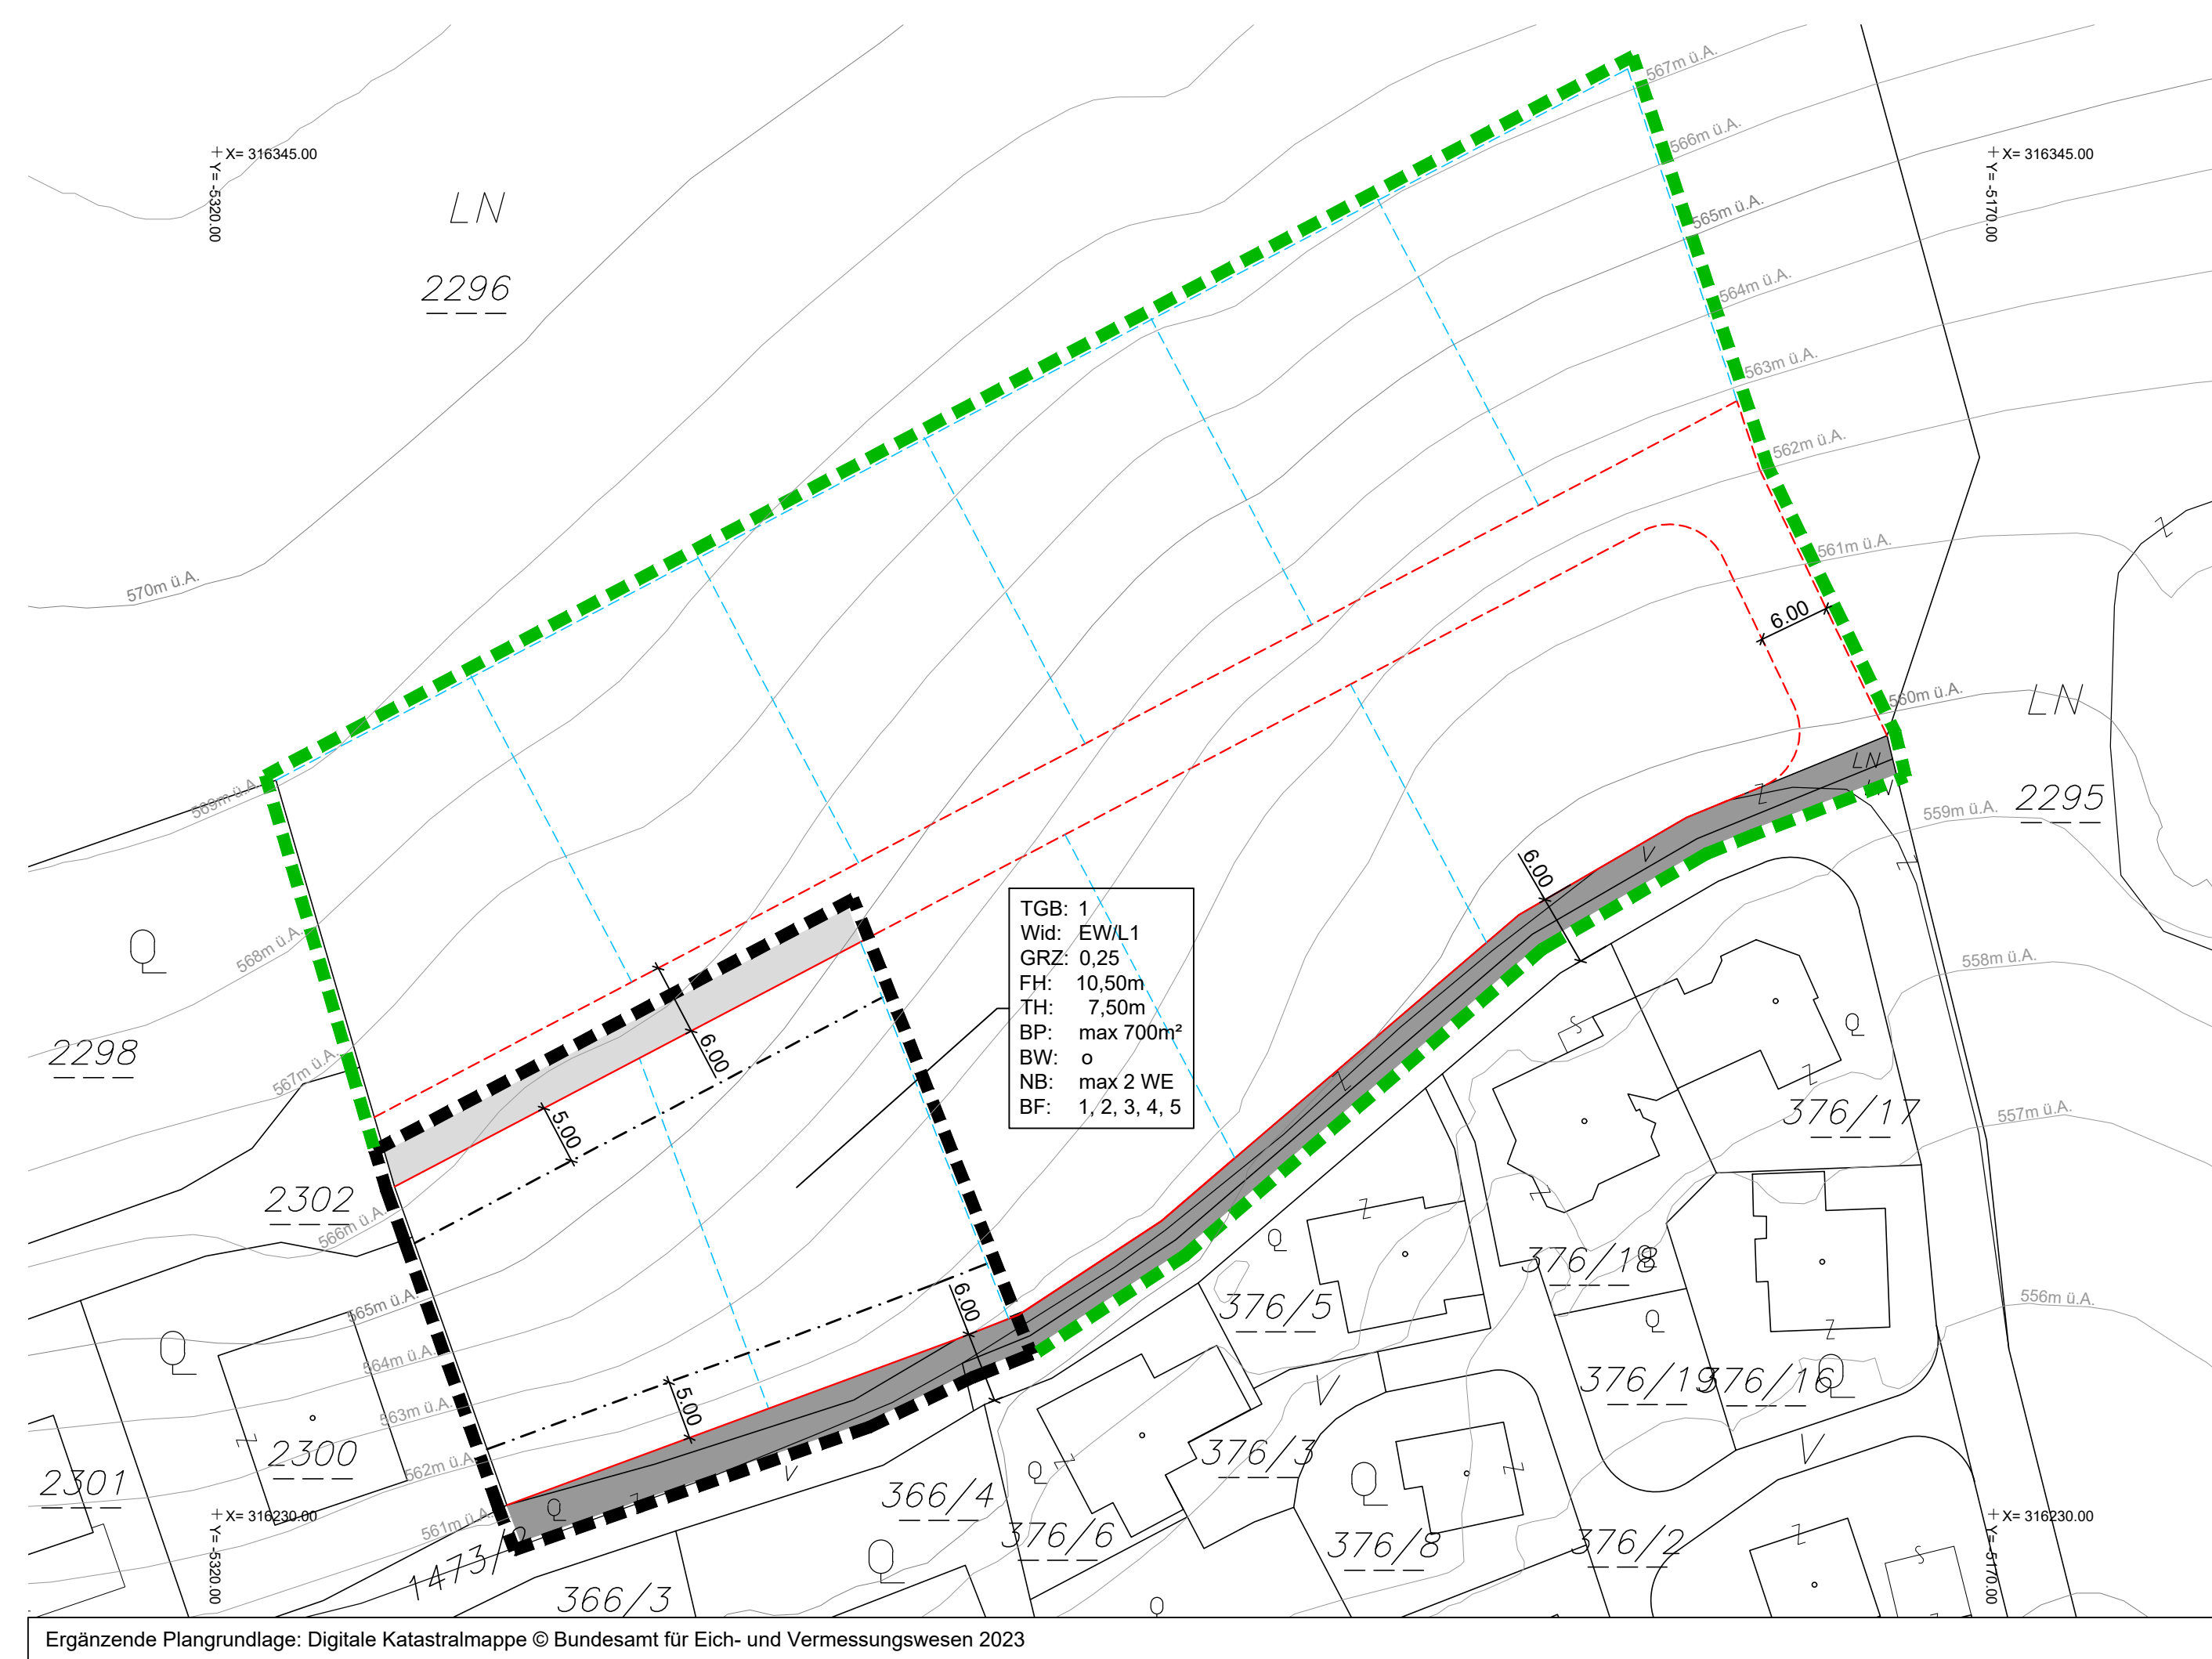 567m ü.A.
566m ü.A.
565m ü.A.
564m ü.A.
563m ü.A.
562m ü.A.
561m ü.A.
560m ü.A.
559m ü.A.
558m ü.A.
557m ü.A.
556m ü.A.
X= 316345.00
Y= -5320.00
X= 316345.00
Y= -5170.00
LN
2296
570m ü.A.
569m ü.A.
568m ü.A.
567m ü.A.
566m ü.A.
565m ü.A.
564m ü.A.
563m ü.A.
562m ü.A.
561m ü.A.
6.00
LN
2295
LN
LN
6.00
TGB: 1
Wid: EW/L1
GRZ: 0,25
FH: 10,50m
TH: 7,50m
BP: max 700m²
BW: o
NB: max 2 WE
BF: 1, 2, 3, 4, 5
6.00
5.00
6.00
5.00
2298
2302
2300
2301
376/17
376/18
376/5
376/19
376/16
376/3
366/4
376/6
376/8
376/2
366/3
X= 316230.00
Y= -5320.00
X= 316230.00
Y= -5170.00
Ergänzende Plangrundlage: Digitale Katastralmappe © Bundesamt für Eich- und Vermessungswesen 2023